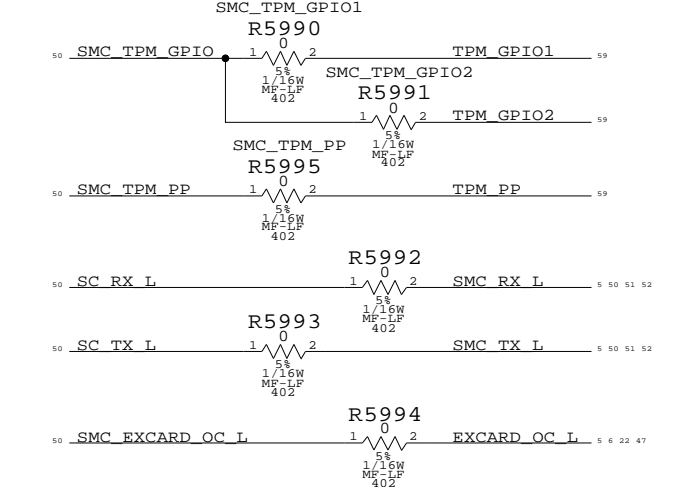 SMC_TPM_GPIO1
R5990
0
50 SMC_TPM_GPIO 1 2 TPM_GPIO1 59
5%
1/16W
MF-LF
402
SMC_TPM_GPIO2
R5991
0
1 2 TPM_GPIO2 59
5%
1/16W
MF-LF
402
SMC_TPM_PP
R5995
0
50 SMC_TPM_PP 1 2 TPM_PP 59
5%
1/16W
MF-LF
402
R5992
0
50 SC_RX_L 1 2 SMC_RX_L 5 50 51 52
5%
1/16W
MF-LF
402
R5993
0
50 SC_TX_L 1 2 SMC_TX_L 5 50 51 52
5%
1/16W
MF-LF
402
R5994
0
50 SMC_EXCARD_OC_L 1 2 EXCARD_OC_L 5 6 22 47
5%
1/16W
MF-LF
402